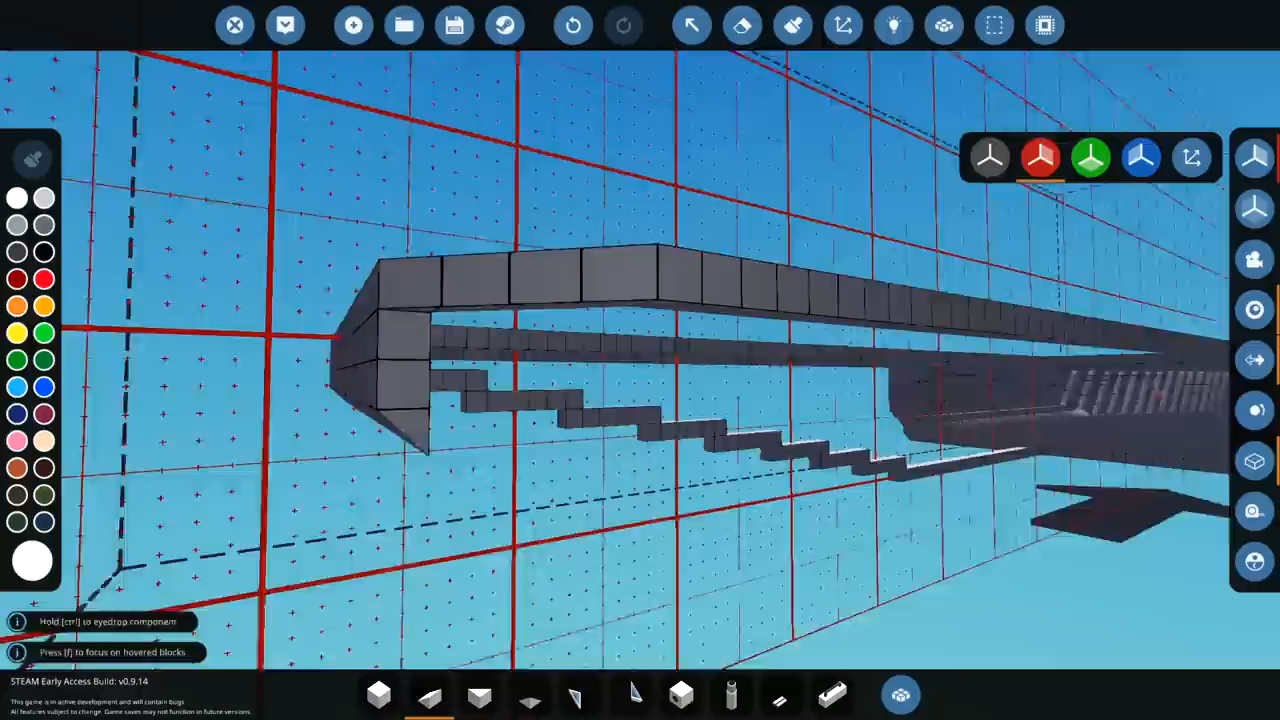 Hold [ctrl] to eyedrop component
Press [f] to focus on hovered blocks
STEAM Early Access Build: v0.9.14
This game is in active development and will contain bugs
All features subject to change. Game saves may not function in future versions.